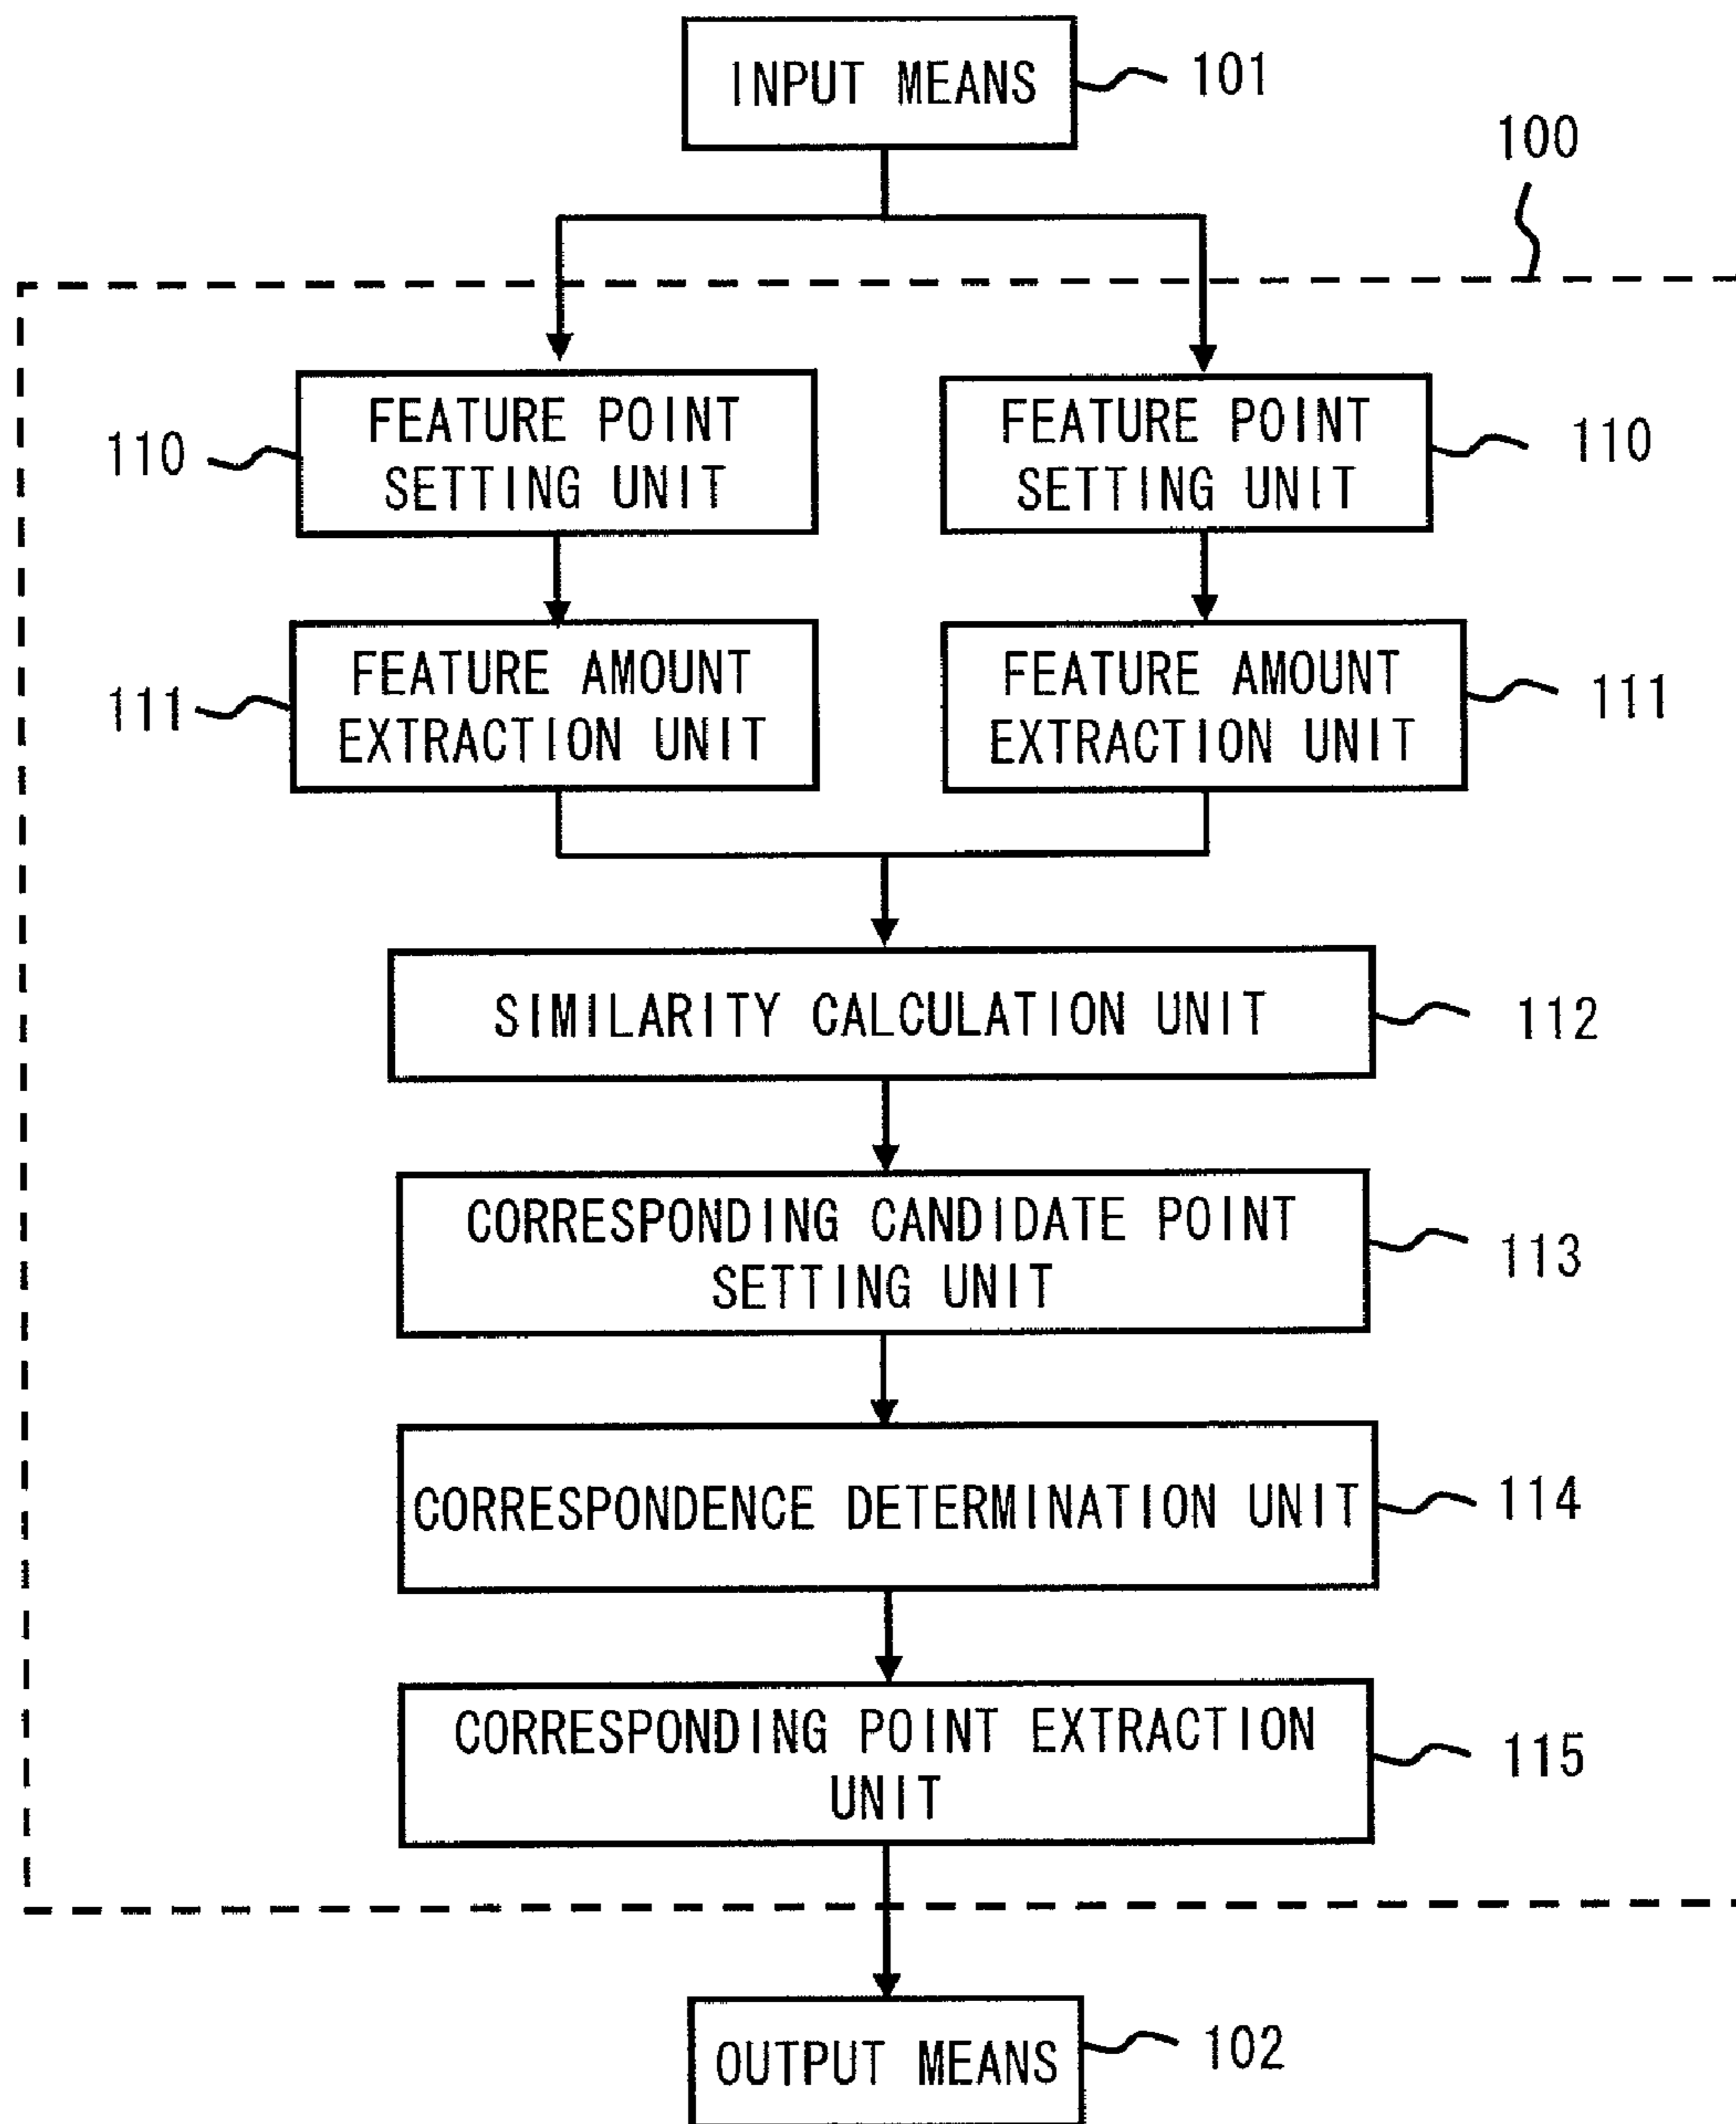 INPUT MEANS
101
100
FEATURE POINT
SETTING UNIT
110
FEATURE POINT
SETTING UNIT
110
FEATURE AMOUNT
EXTRACTION UNIT
111
FEATURE AMOUNT
EXTRACTION UNIT
111
SIMILARITY CALCULATION UNIT
112
CORRESPONDING CANDIDATE POINT
SETTING UNIT
113
CORRESPONDENCE DETERMINATION UNIT
114
CORRESPONDING POINT EXTRACTION
UNIT
115
OUTPUT MEANS
102